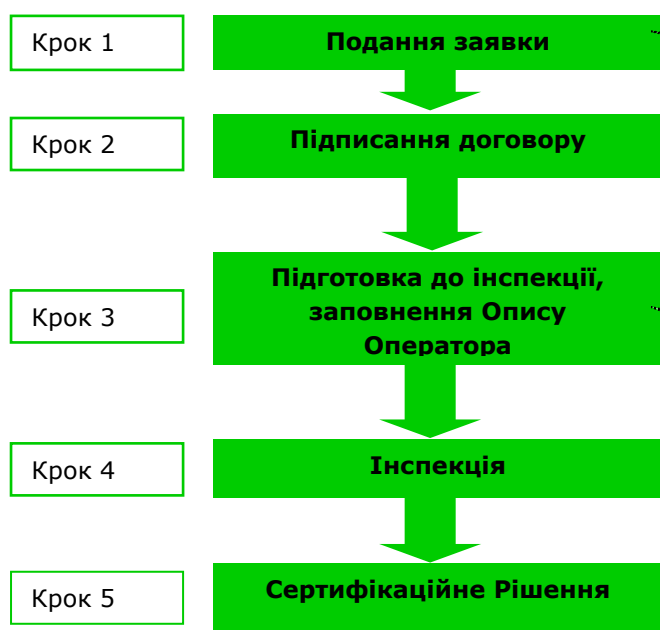 Крок 1
Подання заявки
Крок 2
Підписання договору
Крок 3
Підготовка до інспекції,
заповнення Опису
Оператора
Крок 4
Інспекція
Крок 5
Сертифікаційне Рішення